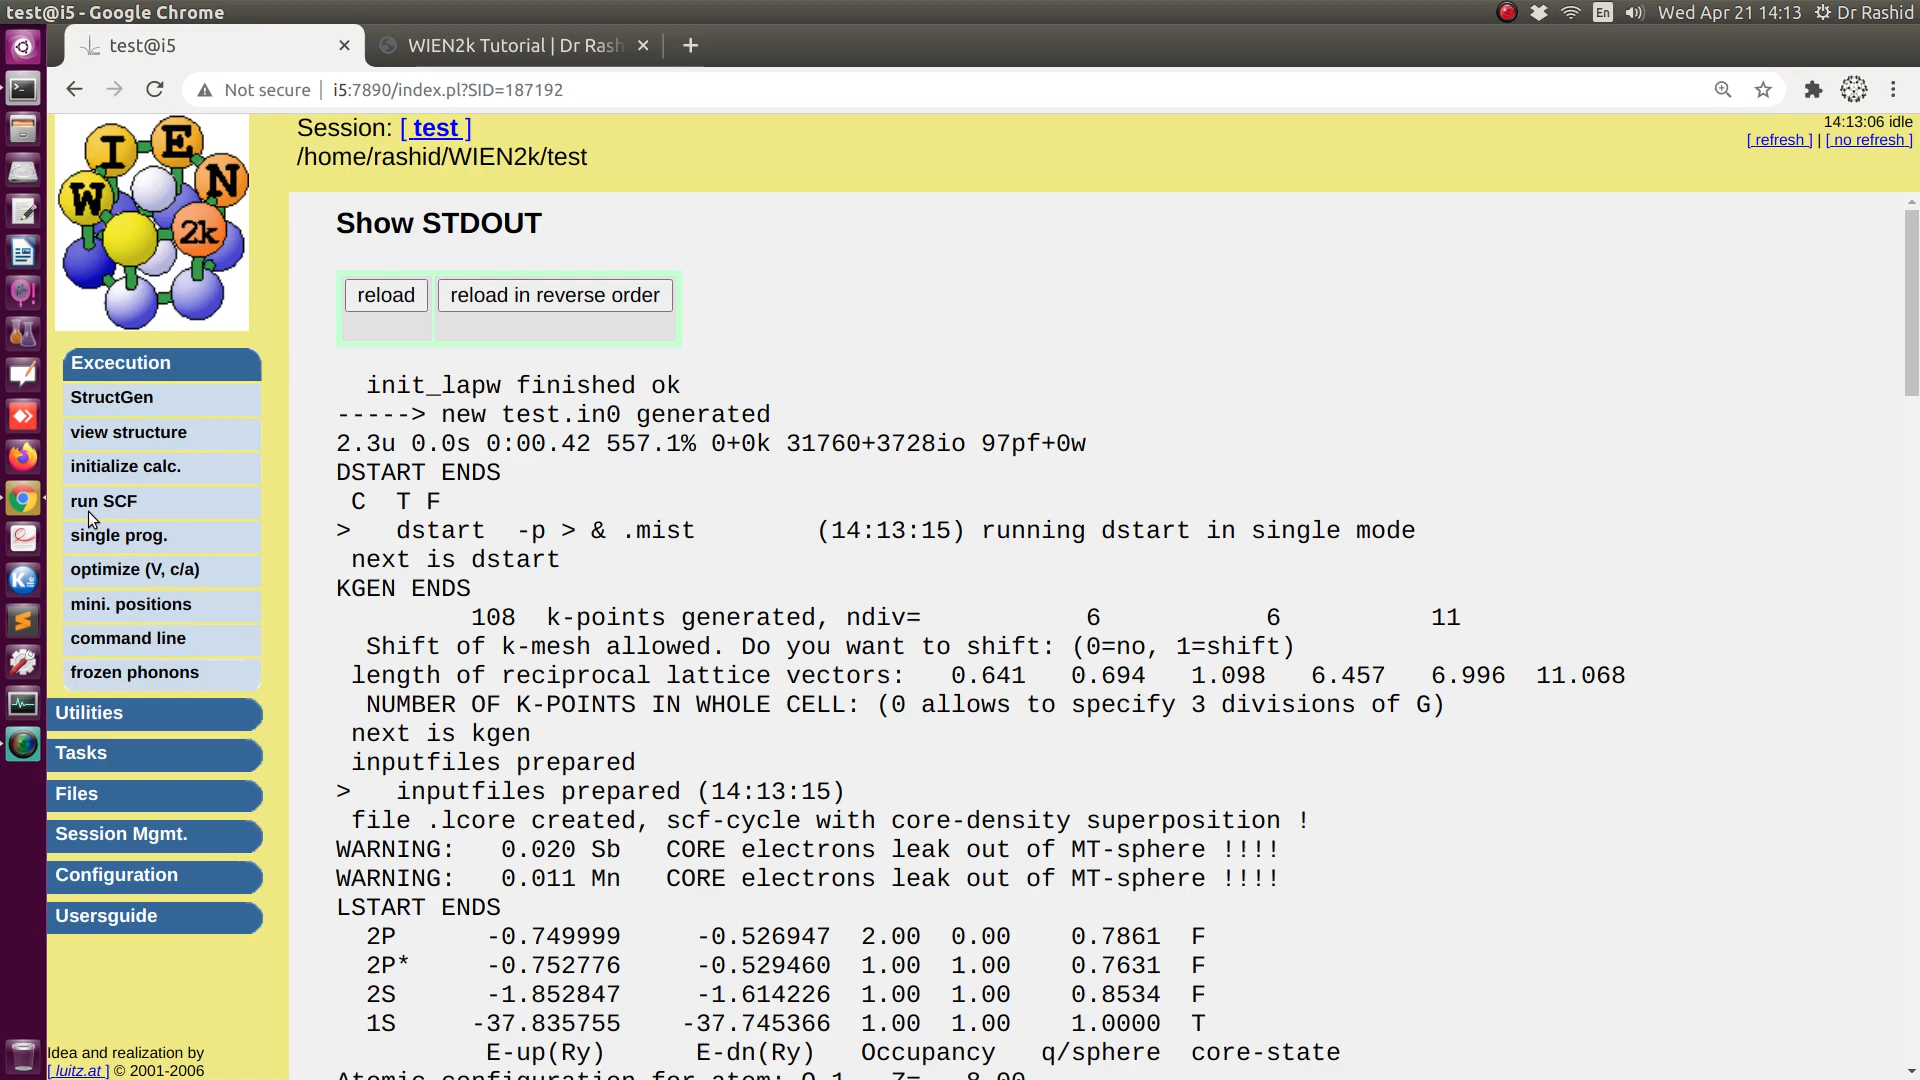 test@i5 - Google Chrome
En
Wed Apr 21 14:13
Dr Rashid
test@i5
WIEN2k Tutorial | Dr Rash
Not secure
i5:7890/index.pl?SID=187192
W I E N 2k
Session: [ test ]
/home/rashid/WIEN2k/test
14:13:06 idle
[ refresh ] | [ no refresh ]
Excecution
StructGen
view structure
initialize calc.
run SCF
single prog.
optimize (V, c/a)
mini. positions
command line
frozen phonons
Utilities
Tasks
Files
Session Mgmt.
Configuration
Usersguide
Idea and realization by
[ luitz.at ] © 2001-2006
Show STDOUT
reload
reload in reverse order
init_lapw finished ok
-----> new test.in0 generated
2.3u 0.0s 0:00.42 557.1% 0+0k 31760+3728io 97pf+0w
DSTART ENDS
C T F
> dstart -p > & .mist (14:13:15) running dstart in single mode
next is dstart
KGEN ENDS
108 k-points generated, ndiv= 6 6 11
Shift of k-mesh allowed. Do you want to shift: (0=no, 1=shift)
length of reciprocal lattice vectors: 0.641 0.694 1.098 6.457 6.996 11.068
NUMBER OF K-POINTS IN WHOLE CELL: (0 allows to specify 3 divisions of G)
next is kgen
inputfiles prepared
> inputfiles prepared (14:13:15)
file .lcore created, scf-cycle with core-density superposition !
WARNING: 0.020 Sb CORE electrons leak out of MT-sphere !!!!
WARNING: 0.011 Mn CORE electrons leak out of MT-sphere !!!!
LSTART ENDS
2P -0.749999 -0.526947 2.00 0.00 0.7861 F
2P* -0.752776 -0.529460 1.00 1.00 0.7631 F
2S -1.852847 -1.614226 1.00 1.00 0.8534 F
1S -37.835755 -37.745366 1.00 1.00 1.0000 T
E-up(Ry) E-dn(Ry) Occupancy q/sphere core-state
Atomic configuration for atom: O 1 Z= 8.00